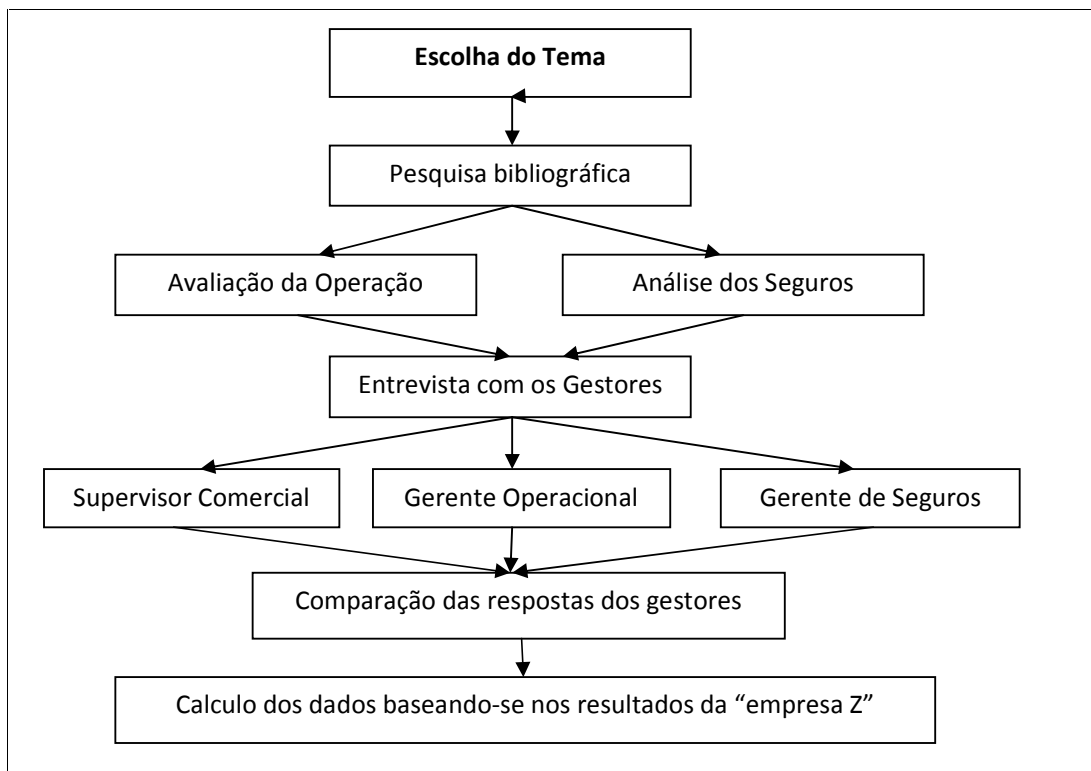 Escolha do Tema
Pesquisa bibliográfica
Avaliação da Operação
Análise dos Seguros
Entrevista com os Gestores
Supervisor Comercial
Gerente Operacional
Gerente de Seguros
Comparação das respostas dos gestores
Calculo dos dados baseando-se nos resultados da “empresa Z”